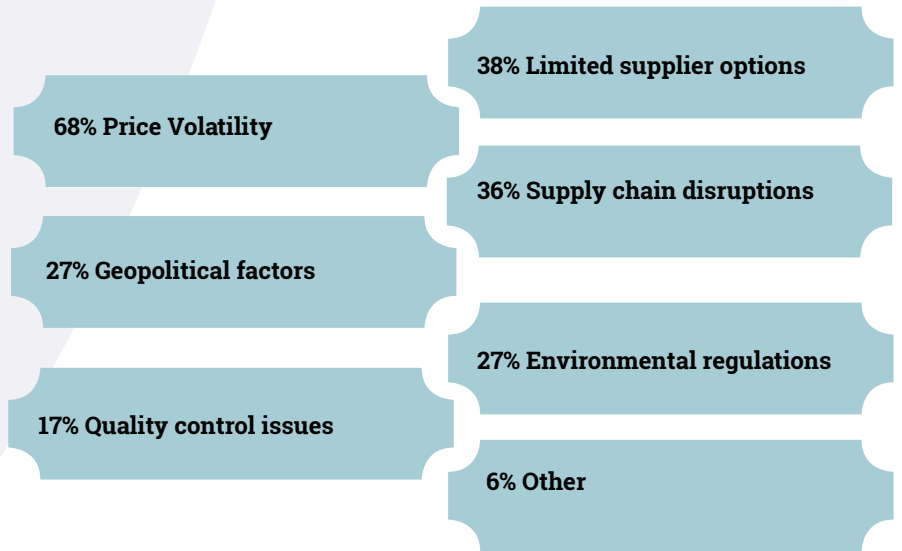 68% Price Volatility
27% Geopolitical factors
17% Quality control issues
38% Limited supplier options
36% Supply chain disruptions
27% Environmental regulations
6% Other